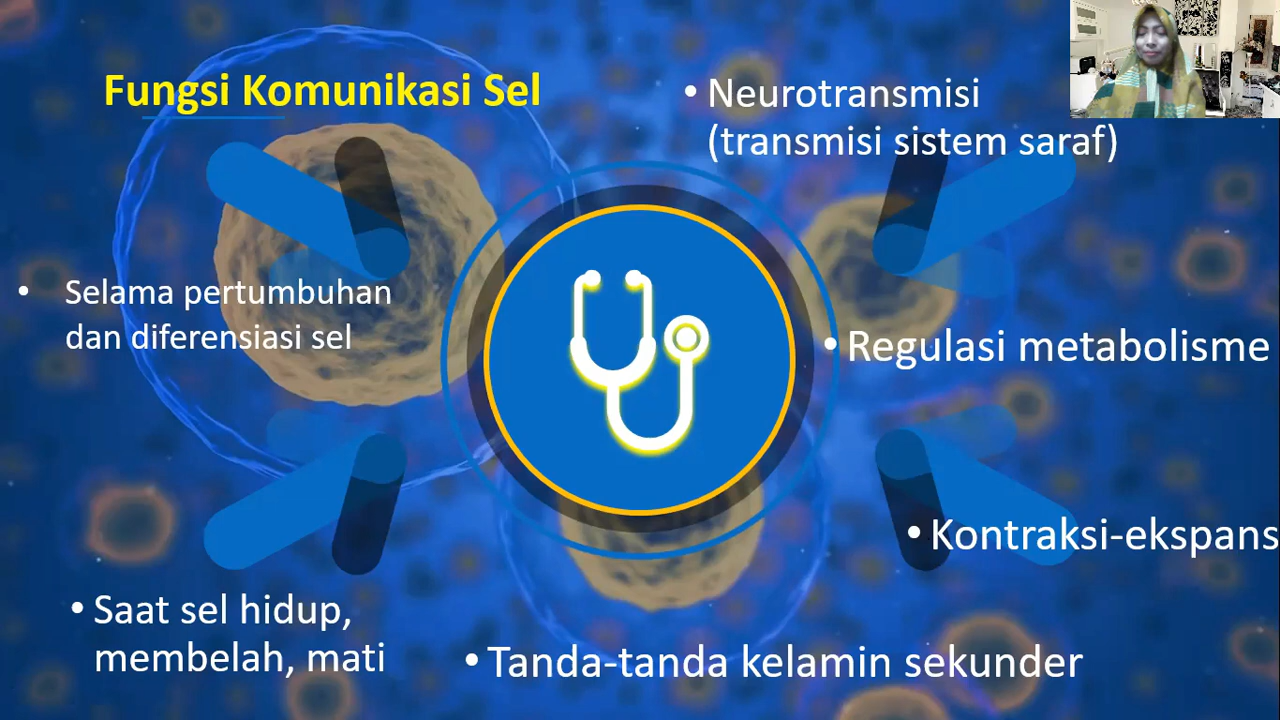 Fungsi Komunikasi Sel
• Neurotransmisi
(transmisi sistem saraf)
• Selama pertumbuhan
dan diferensiasi sel
• Regulasi metabolisme
• Kontraksi-ekspans
• Saat sel hidup,
membelah, mati
• Tanda-tanda kelamin sekunder